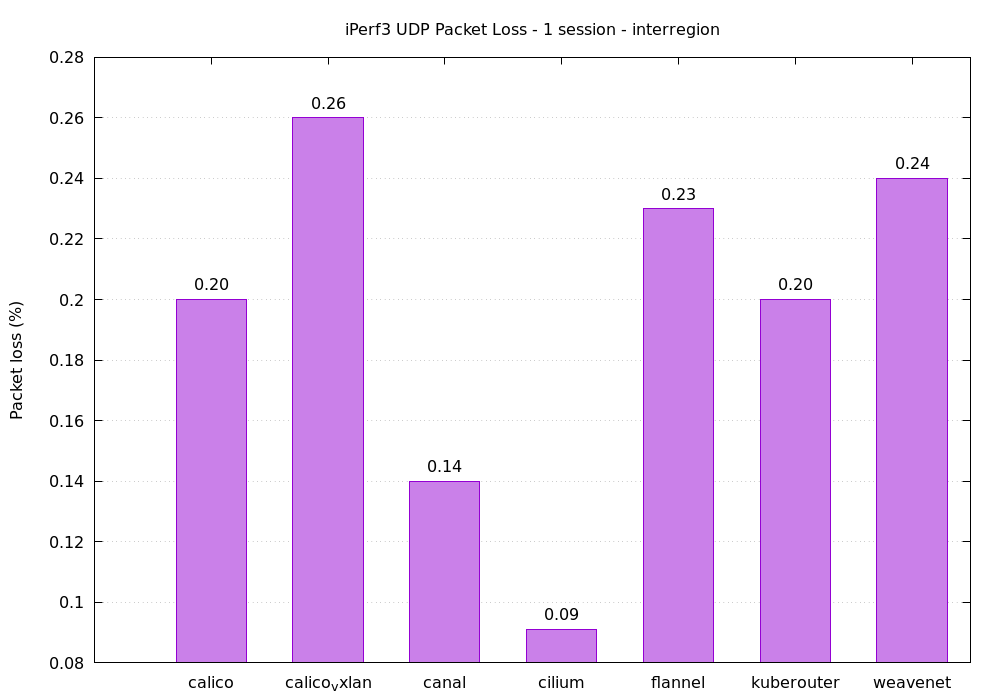 iPerf3 UDP Packet Loss - 1 session - interregion
Packet loss (%)
0.28
0.26
0.24
0.22
0.2
0.18
0.16
0.14
0.12
0.1
0.08
0.20
0.26
0.14
0.09
0.23
0.20
0.24
calico
calicovxlan
canal
cilium
flannel
kuberouter
weavenet